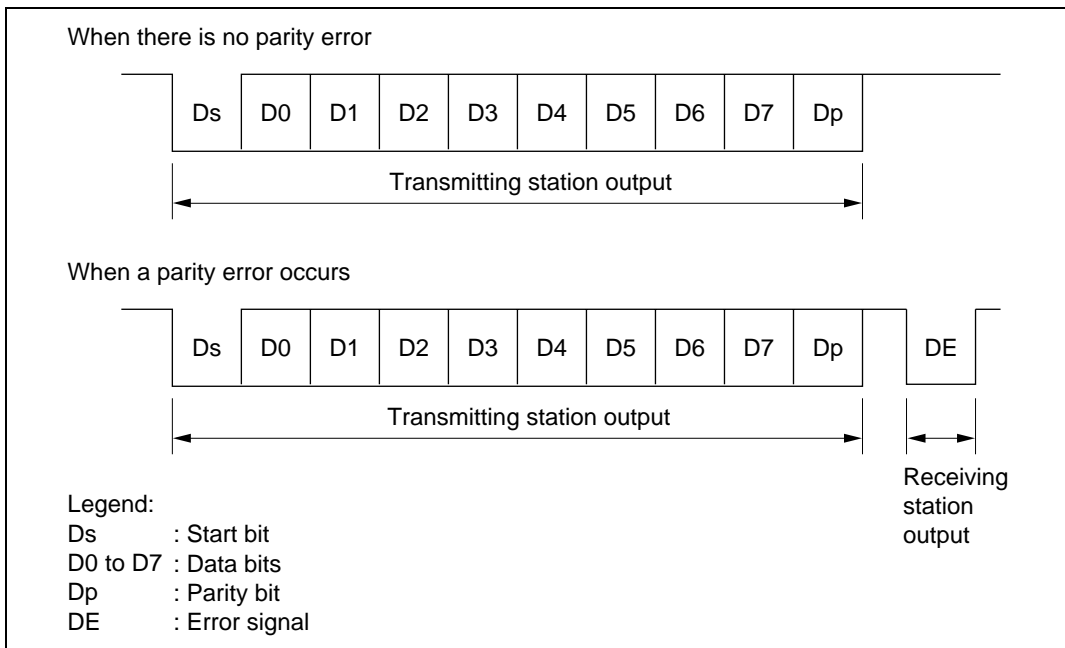 When there is no parity error
Ds D0 D1 D2 D3 D4 D5 D6 D7 Dp
Transmitting station output
When a parity error occurs
Ds D0 D1 D2 D3 D4 D5 D6 D7 Dp DE
Transmitting station output
Receiving
station
output
Legend:
Ds : Start bit
D0 to D7 : Data bits
Dp : Parity bit
DE : Error signal